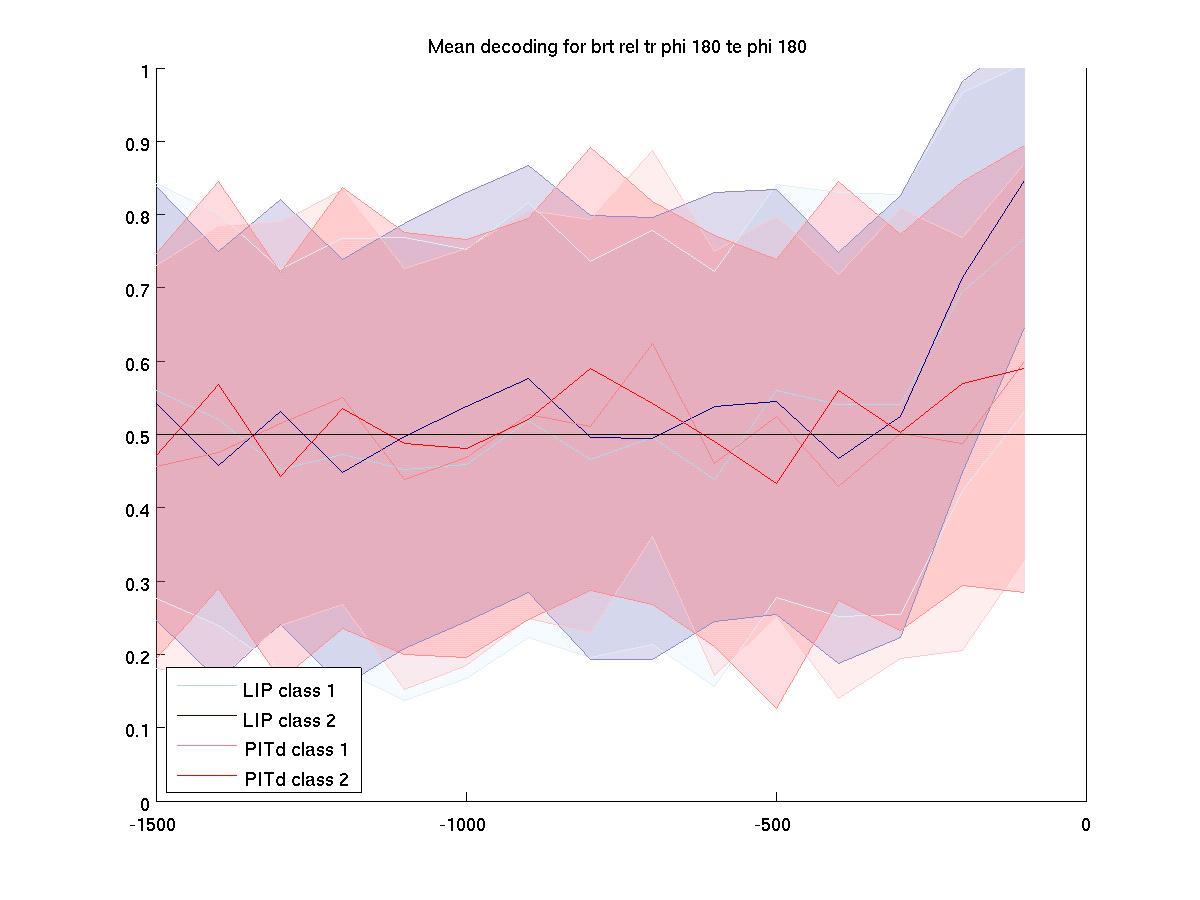 Mean decoding for brt rel tr phi 180 te phi 180
1
0.9
0.8
0.7
0.6
0.5
0.4
0.3
0.2
0.1
0
LIP class 1
LIP class 2
PITd class 1
PITd class 2
-1500 -1000 -500 0